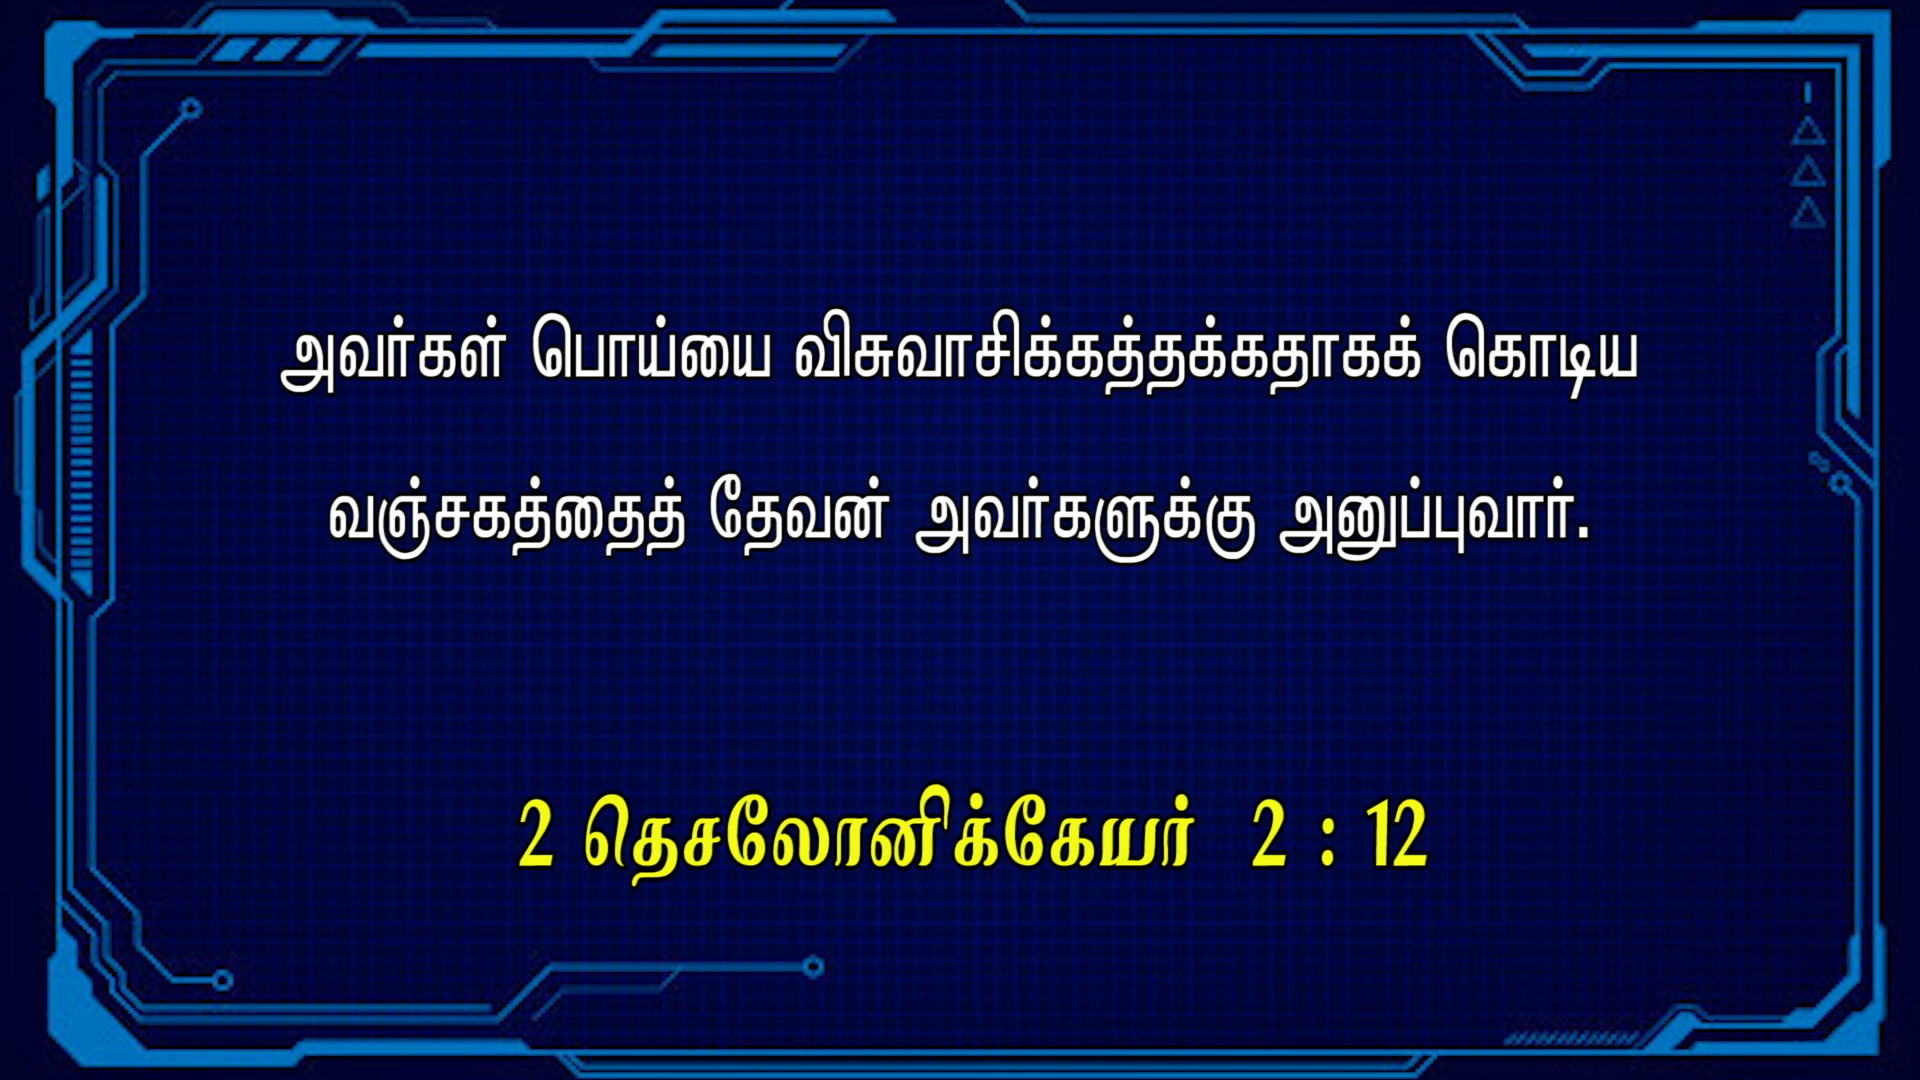 அவர்கள் பொய்யை விசுவாசிக்கத்தக்கதாகக் கொடிய
வஞ்சகத்தைத் தேவன் அவர்களுக்கு அனுப்புவார்.
2 தெசலோனிக்கேயர் 2 : 12